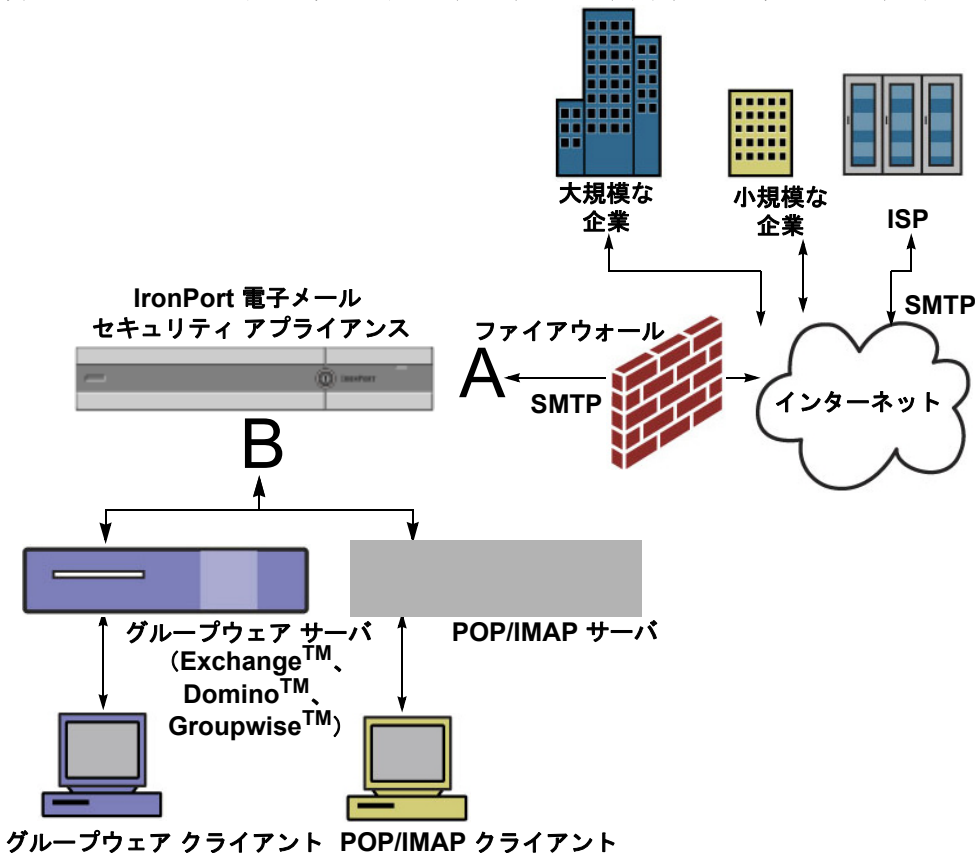 大規模な
企業
小規模な
企業
ISP
SMTP
IronPort 電子メール
セキュリティ アプライアンス
IRONPORT
A
ファイアウォール
SMTP
インターネット
B
グループウェア サーバ
（Exchange™、
Domino™、
Groupwise™）
POP/IMAP サーバ
グループウェア クライアント
POP/IMAP クライアント